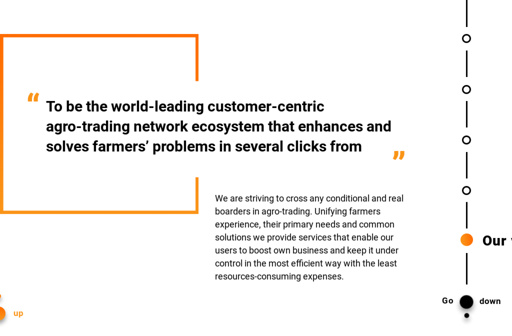 “ To be the world-leading customer-centric
agro-trading network ecosystem that enhances and
solves farmers’ problems in several clicks from ”
We are striving to cross any conditional and real
boarders in agro-trading. Unifying farmers
experience, their primary needs and common
solutions we provide services that enable our
users to boost own business and keep it under
control in the most efficient way with the least
resources-consuming expenses.
Our
Go down
up